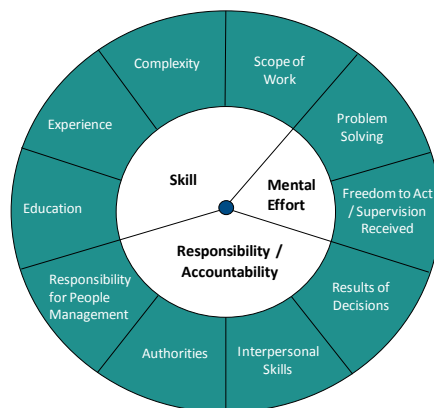 Complexity
Scope of
Work
Experience
Problem
Solving
Skill
Mental
Effort
Education
Freedom to Act
/ Supervision
Received
Responsibility /
Accountability
Responsibility
for People
Management
Results of
Decisions
Authorities
Interpersonal
Skills